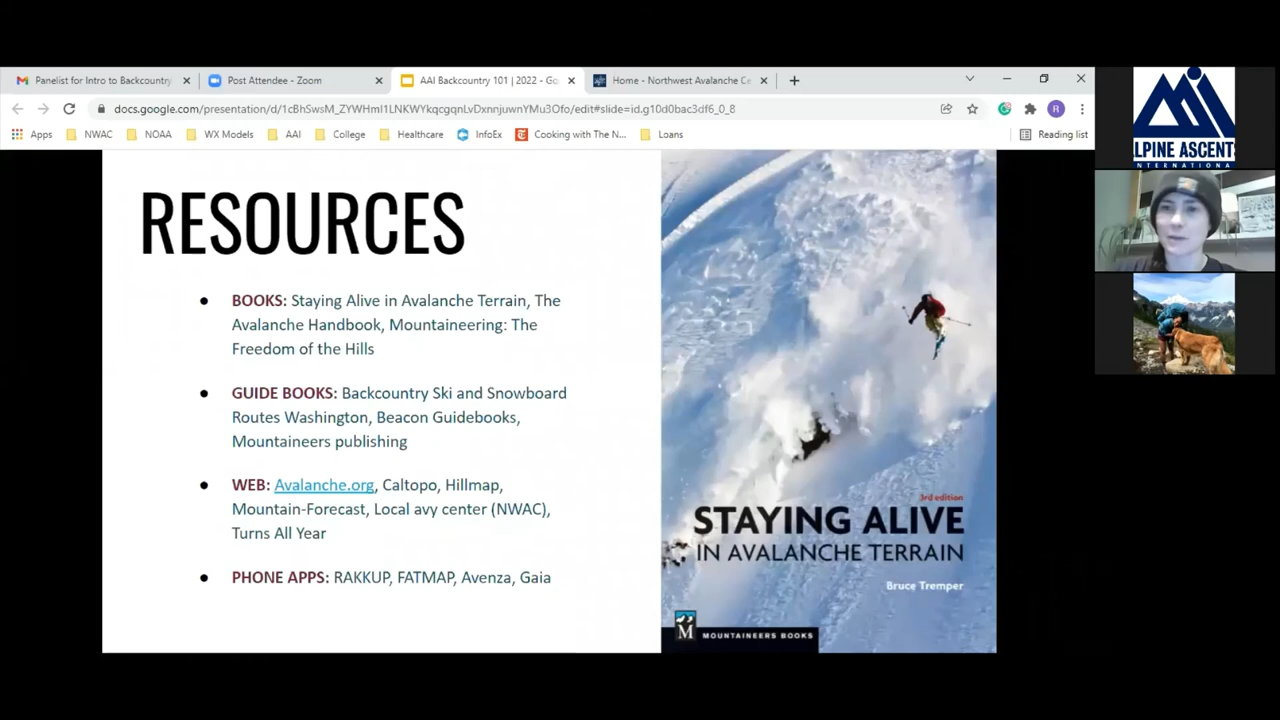 Panelist for Intro to Backcountry
Post Attendee - Zoom
AAI Backcountry 101 | 2022 - Go
Home - Northwest Avalanche Ce
docs.google.com/presentation/d/1cBhSwsM_ZYWHmI1LNKWYkqcgqnLvDxnnjuwnYMu3Ofo/edit#slide=id.g10d0bac3df6_0_8
R
Apps
NWAC
NOAA
WX Models
AAI
College
Healthcare
InfoEx
Cooking with The N...
Loans
Reading list
LPINE ASCENT
NTERNATIONA
RESOURCES
● BOOKS: Staying Alive in Avalanche Terrain, The
Avalanche Handbook, Mountaineering: The
Freedom of the Hills
● GUIDE BOOKS: Backcountry Ski and Snowboard
Routes Washington, Beacon Guidebooks,
Mountaineers publishing
● WEB: Avalanche.org, Caltopo, Hillmap,
Mountain-Forecast, Local avy center (NWAC),
Turns All Year
● PHONE APPS: RAKKUP, FATMAP, Avenza, Gaia
3rd edition
STAYING ALIVE
IN AVALANCHE TERRAIN
Bruce Tremper
M
MOUNTAINEERS BOOKS